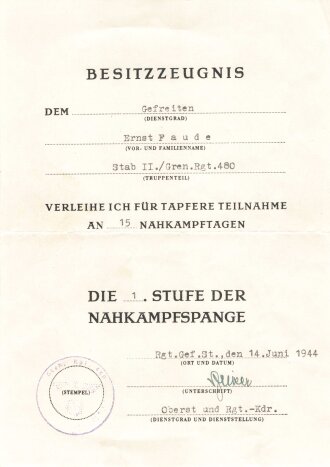 BESITZZEUGNIS
DEM Gefreiten
(DIENSTGRAD)
Ernst Faude
(VOR- UND FAMILIENNAME)
Stab II./Gren.Rgt.480
(TRUPPENTEIL)
VERLEIHE ICH FÜR TAPFERE TEILNAHME
AN 15 NAHKAMPFTAGEN
DIE 1. STUFE DER
NAHKAMPFSPANGE
Rgt.Gef.St., den 14.Juni 1944
(ORT UND DATUM)
(STEMPEL)
(UNTERSCHRIFT)
Oberst und Rgt.-Kdr.
(DIENSTGRAD UND DIENSTSTELLUNG)